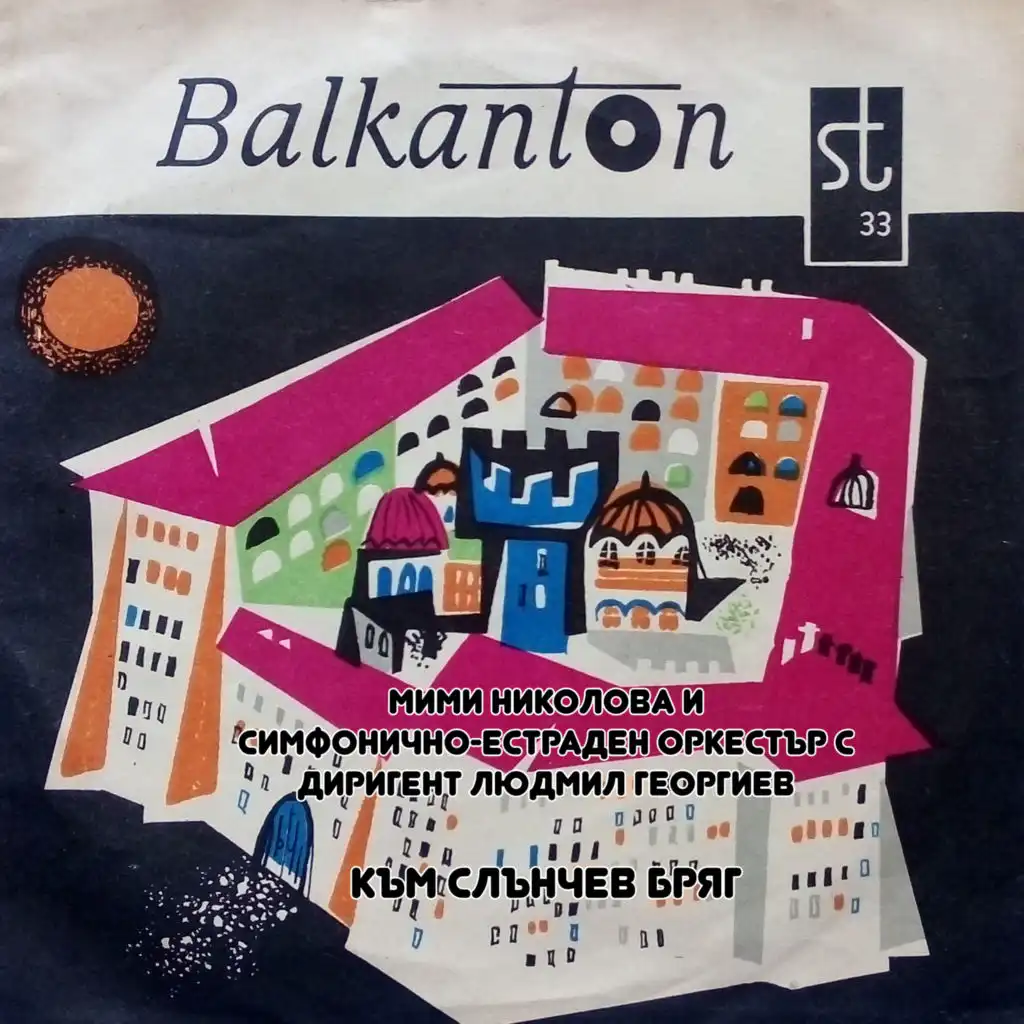 Balkanton
st
33
МИМИ НИКОЛОВА И
СИМФОНИЧНО-ЕСТРАДЕН ОРКЕСТЪР С
ДИРИГЕНТ ЛЮДМИЛ ГЕОРГИЕВ
КЪМ СЛЪНЧЕВ БРЯГ